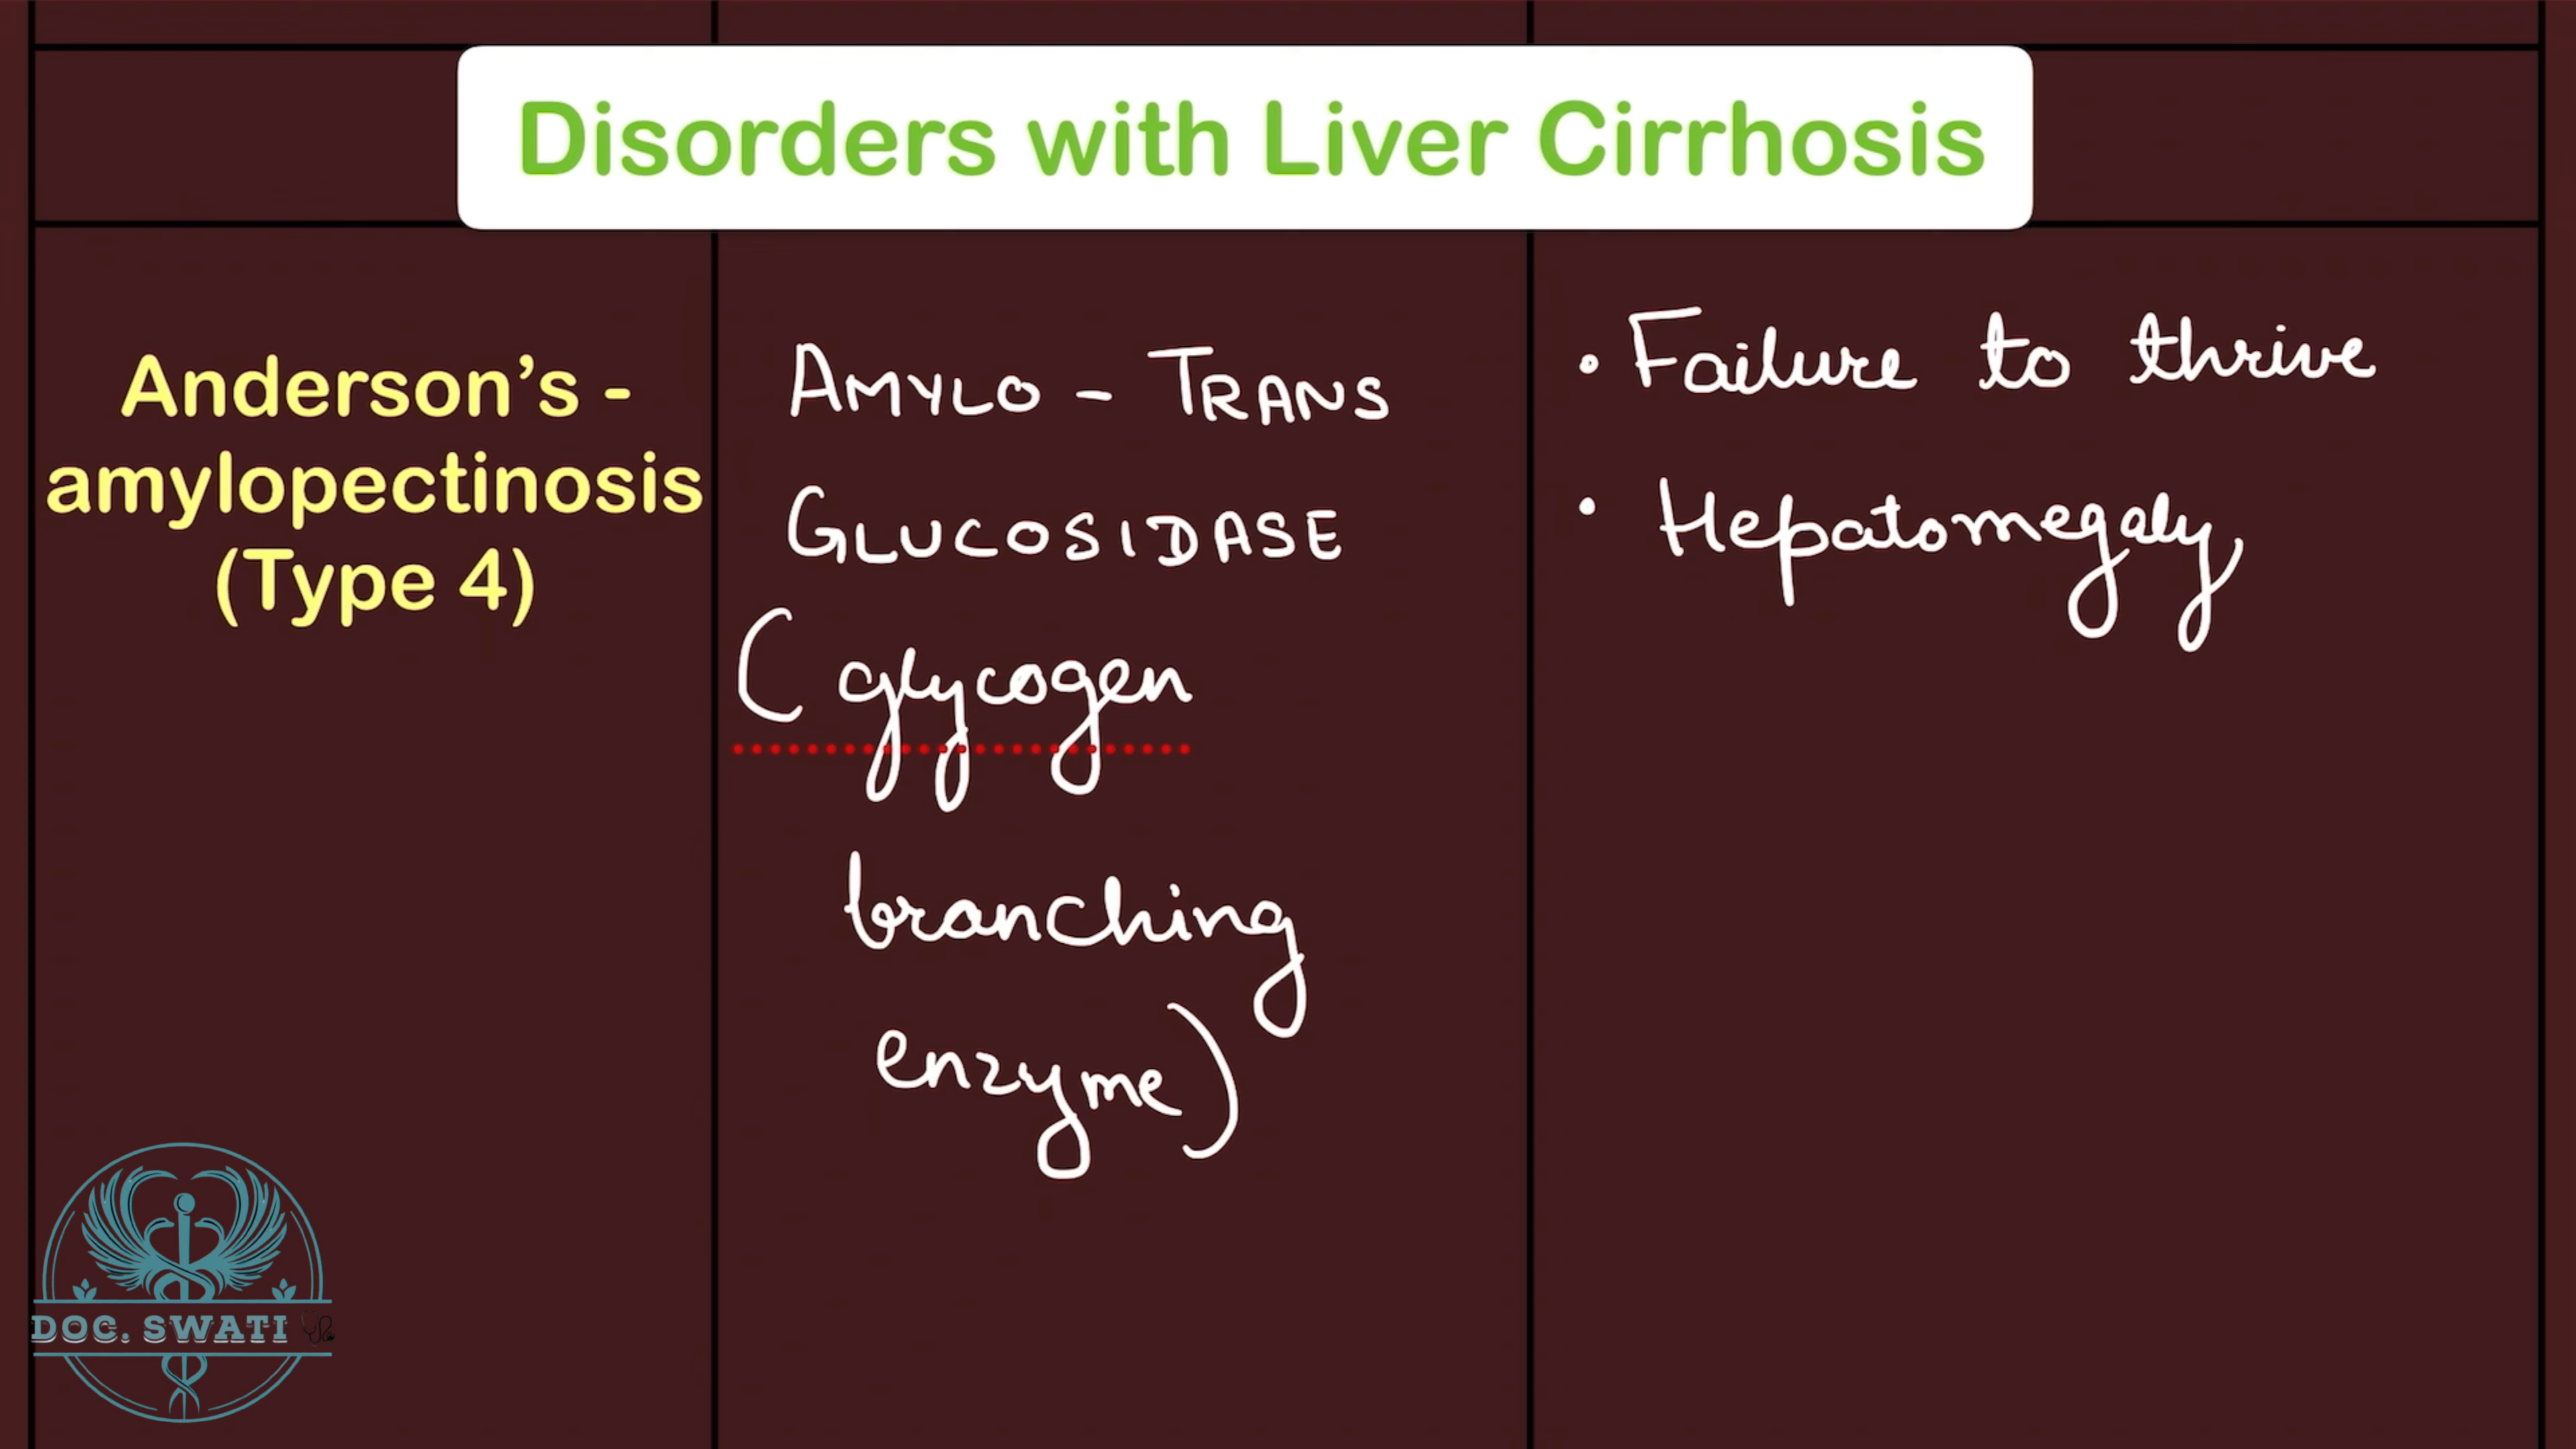 Disorders with Liver Cirrhosis
Anderson's -
amylopectinosis
(Type 4)
AMYLO - TRANS
GLUCOSIDASE
(glycogen
branching
enzyme)
• Failure to thrive
• Hepatomegaly
DOC. SWATI